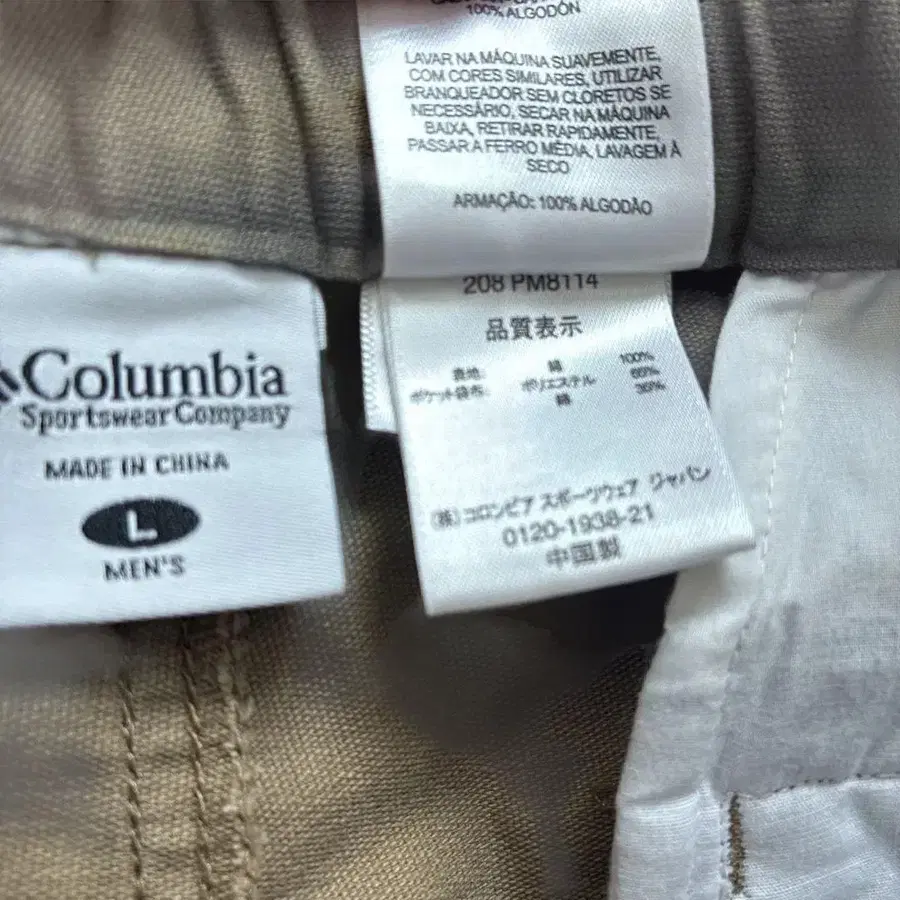 100% ALGODÓN
LAVAR NA MÁQUINA SUAVEMENTE,
COM CORES SIMILARES, UTILIZAR
BRANQUEADOR SEM CLORETOS SE
NECESSÁRIO, SECAR NA MÁQUINA
BAIXA, RETIRAR RAPIDAMENTE,
PASSAR A FERRO MÉDIA, LAVAGEM À
SECO
ARMAÇÃO: 100% ALGODÃO
Columbia
Sportswear Company
MADE IN CHINA
L
MEN'S
208 PM8114
品質表示
表地: 綿 100%
ポケット袋布: ポリエステル 65%
綿 35%
(株)コロンビア スポーツウェア ジャパン
0120-1938-21
中国製